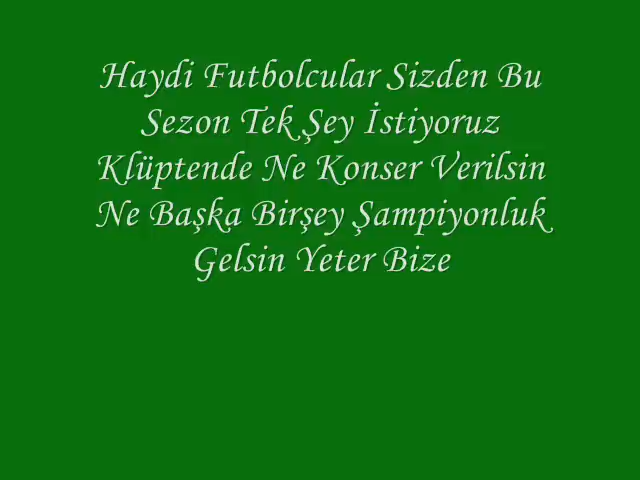 Haydi Futbolcular Sizden Bu
Sezon Tek Şey İstiyoruz
Klüptende Ne Konser Verilsin
Ne Başka Birşey Şampiyonluk
Gelsin Yeter Bize